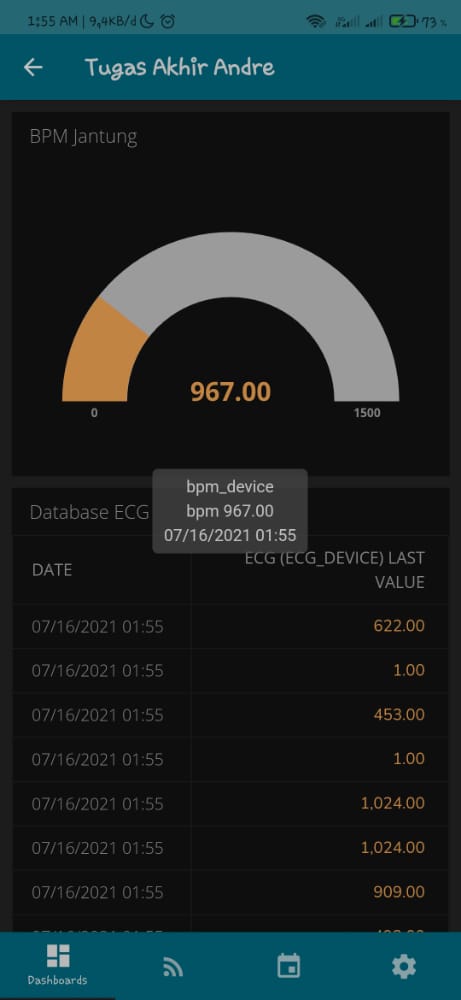 1:55 AM | 9,4KB/d
73 %
Tugas Akhir Andre
BPM Jantung
967.00
0
1500
bpm_device
bpm 967.00
07/16/2021 01:55
Database ECG
DATE
ECG (ECG_DEVICE) LAST
VALUE
07/16/2021 01:55 622.00
07/16/2021 01:55 1.00
07/16/2021 01:55 453.00
07/16/2021 01:55 1.00
07/16/2021 01:55 1,024.00
07/16/2021 01:55 1,024.00
07/16/2021 01:55 909.00
Dashboards